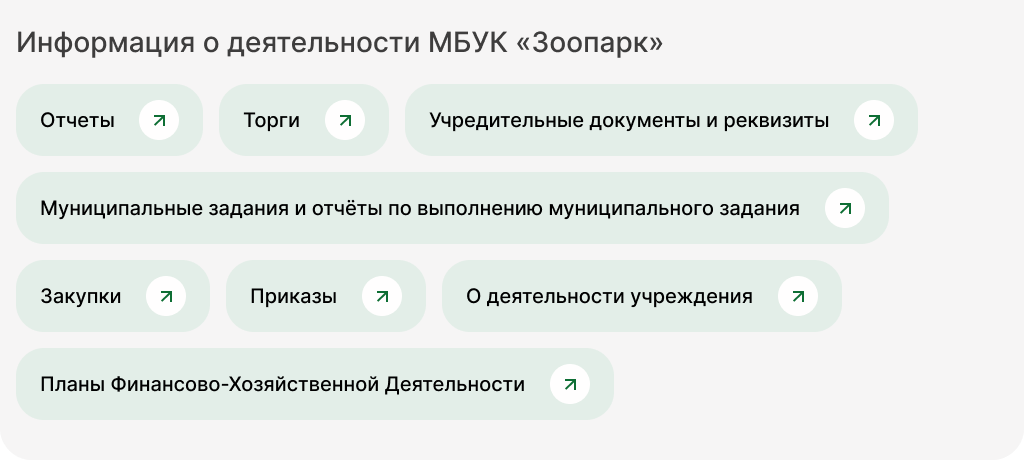 Информация о деятельности МБУК «Зоопарк»
Отчеты
Торги
Учредительные документы и реквизиты
Муниципальные задания и отчёты по выполнению муниципального задания
Закупки
Приказы
О деятельности учреждения
Планы Финансово-Хозяйственной Деятельности